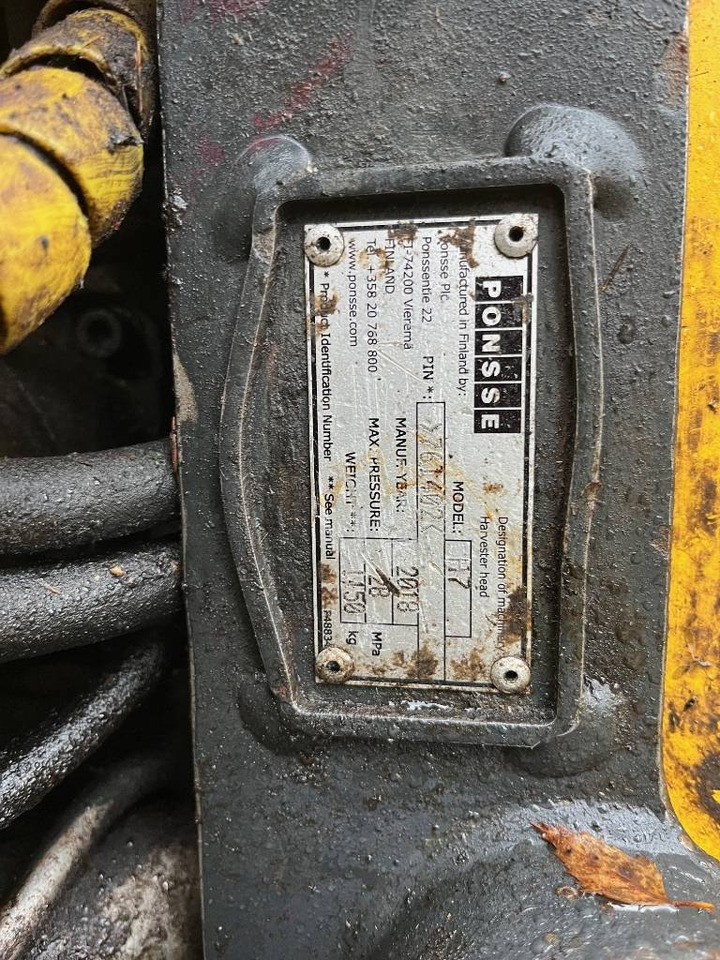 PONSSE
Designation of machinery
Harvester head
Manufactured in Finland by:
Ponsse Plc
Ponssentie 22
FI-74200 Vieremä
FINLAND
Tel. +358 20 768 800
www.ponsse.com
MODEL: H7
PIN *:
MANUF. YEAR: 2018
MAX. PRESSURE: 28 MPa
WEIGHT **: 1150 kg
* Product Identification Number ** See manual